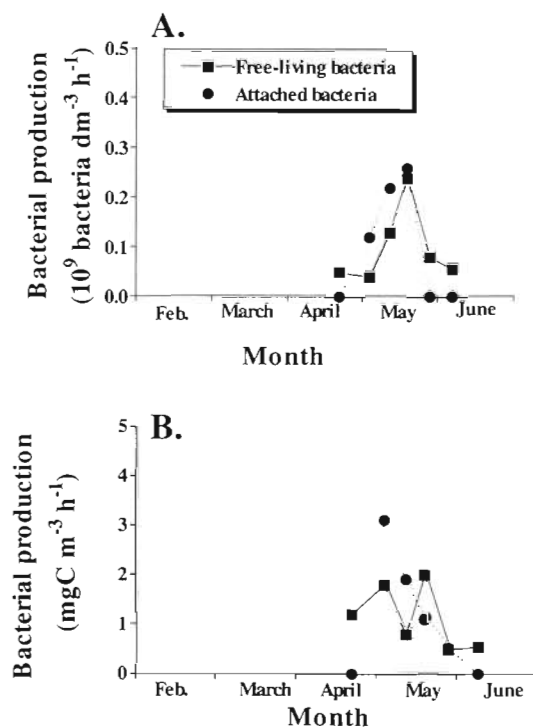 A.
Bacterial production
(10⁹ bacteria dm⁻³ h⁻¹)
0.5
0.4
0.3
0.2
0.1
0.0
Free-living bacteria
Attached bacteria
Feb. March April May June
Month
B.
Bacterial production
(mgC m⁻³ h⁻¹)
5
4
3
2
1
0
Feb. March April May June
Month